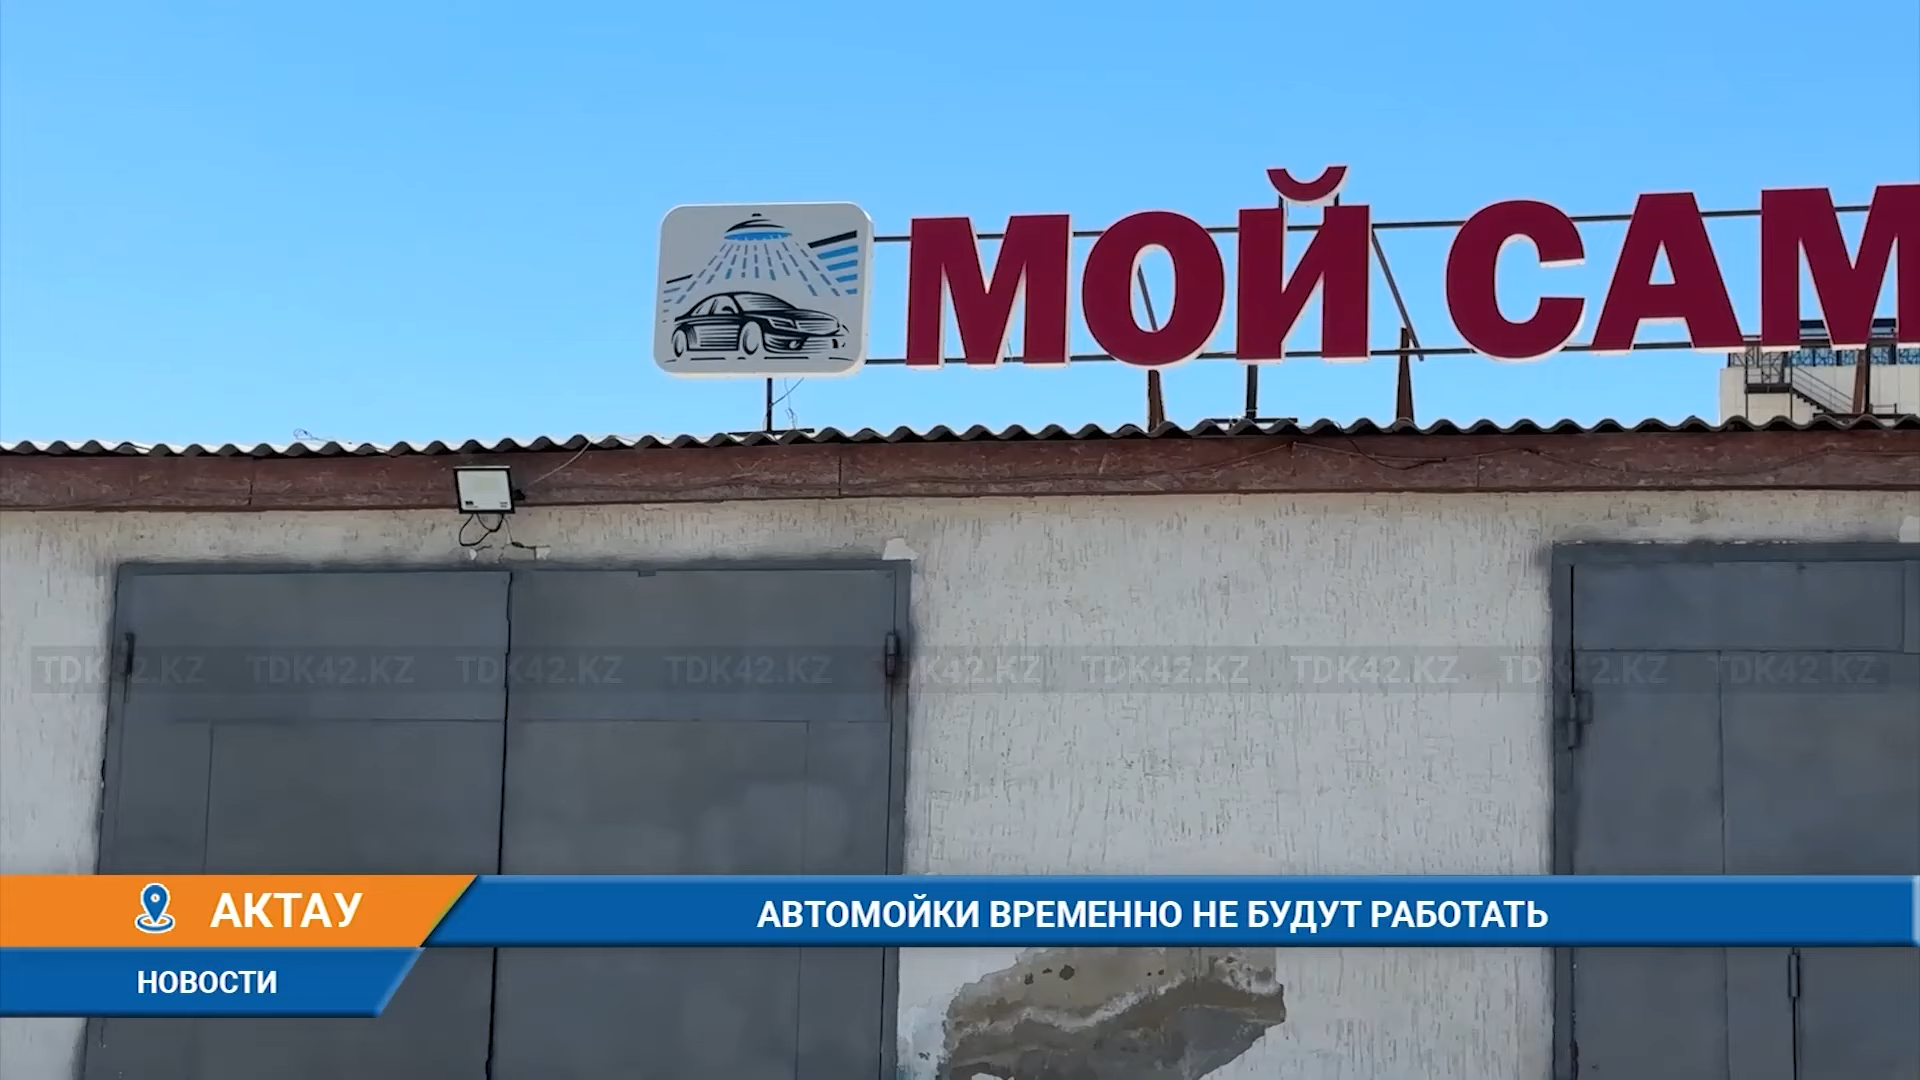 МОЙ САМ
TDK42.KZ TDK42.KZ TDK42.KZ TDK42.KZ TDK42.KZ TDK42.KZ TDK42.KZ TDK42.KZ TDK42.KZ
АКТАУ
АВТОМОЙКИ ВРЕМЕННО НЕ БУДУТ РАБОТАТЬ
НОВОСТИ